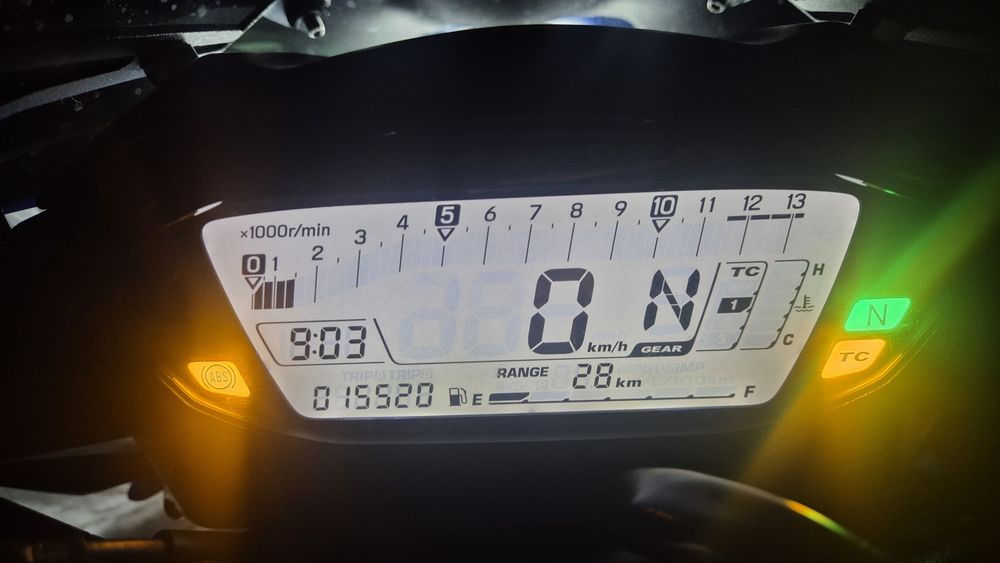 ×1000r/min
0 1 2 3 4 5 6 7 8 9 10 11 12 13
0 km/h
N
GEAR
TC
1
H
C
9:03
ABS
N
TC
RANGE 28 km
015520
E F